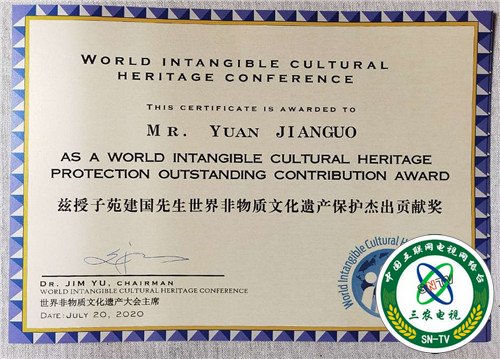 WORLD INTANGIBLE CULTURAL
HERITAGE CONFERENCE
THIS CERTIFICATE IS AWARDED TO
MR. YUAN JIANGUO
AS A WORLD INTANGIBLE CULTURAL HERITAGE
PROTECTION OUTSTANDING CONTRIBUTION AWARD
兹授子苑建国先生世界非物质文化遗产保护杰出贡献奖
DR. JIM YU, CHAIRMAN
WORLD INTANGIBLE CULTURAL HERITAGE CONFERENCE
世界非物质文化遗产大会主席
DATE: JULY 20, 2020
World Intangible Cultural
中国互联网电视网络台
SNTV
三农电视
SN-TV